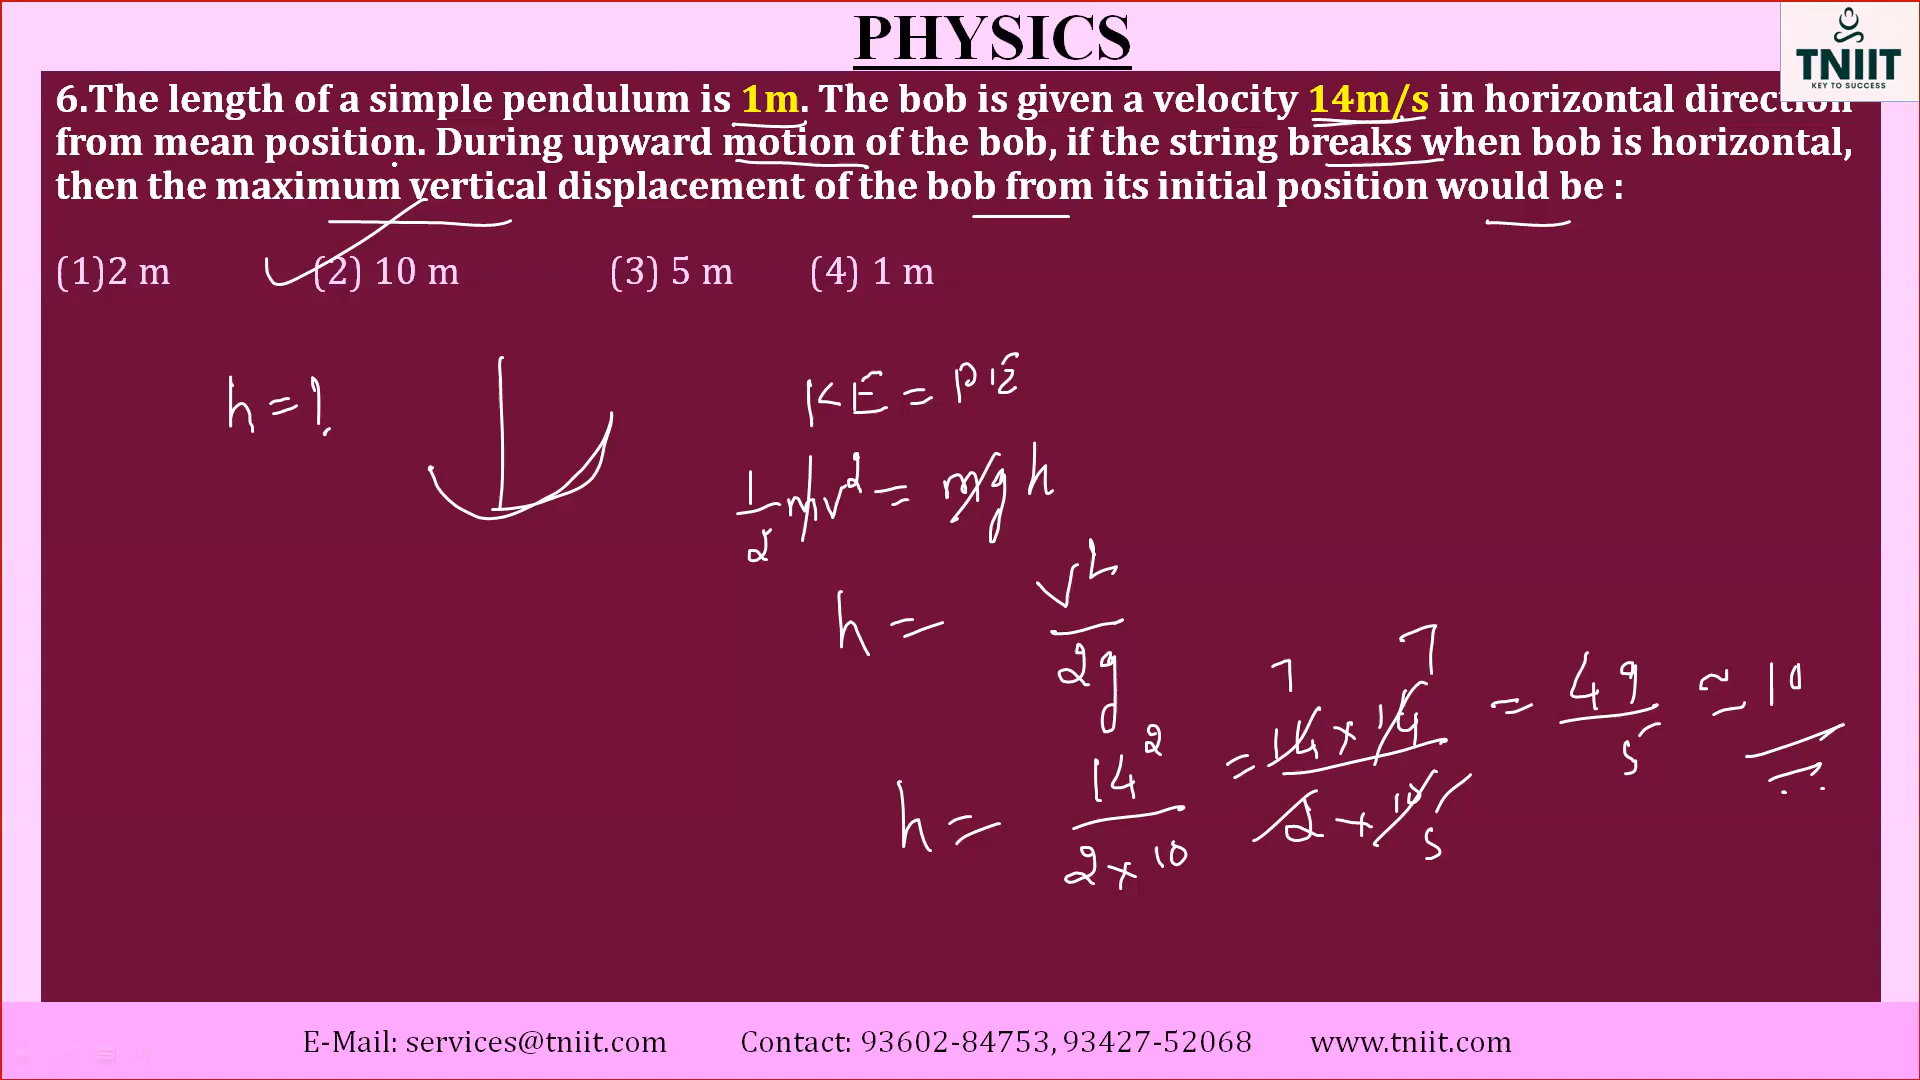 PHYSICS
TNIIT
KEY TO SUCCESS
6.The length of a simple pendulum is 1m. The bob is given a velocity 14m/s in horizontal direction
from mean position. During upward motion of the bob, if the string breaks when bob is horizontal,
then the maximum vertical displacement of the bob from its initial position would be :
(1)2 m (2) 10 m (3) 5 m (4) 1 m
h = ?
KE = PE
1/2 mv² = mgh
h = v²/2g
h = 14²/2×10 = 14×14/2×10 = 49/5 ≃ 10
7 7
5
E-Mail: services@tniit.com Contact: 93602-84753, 93427-52068 www.tniit.com